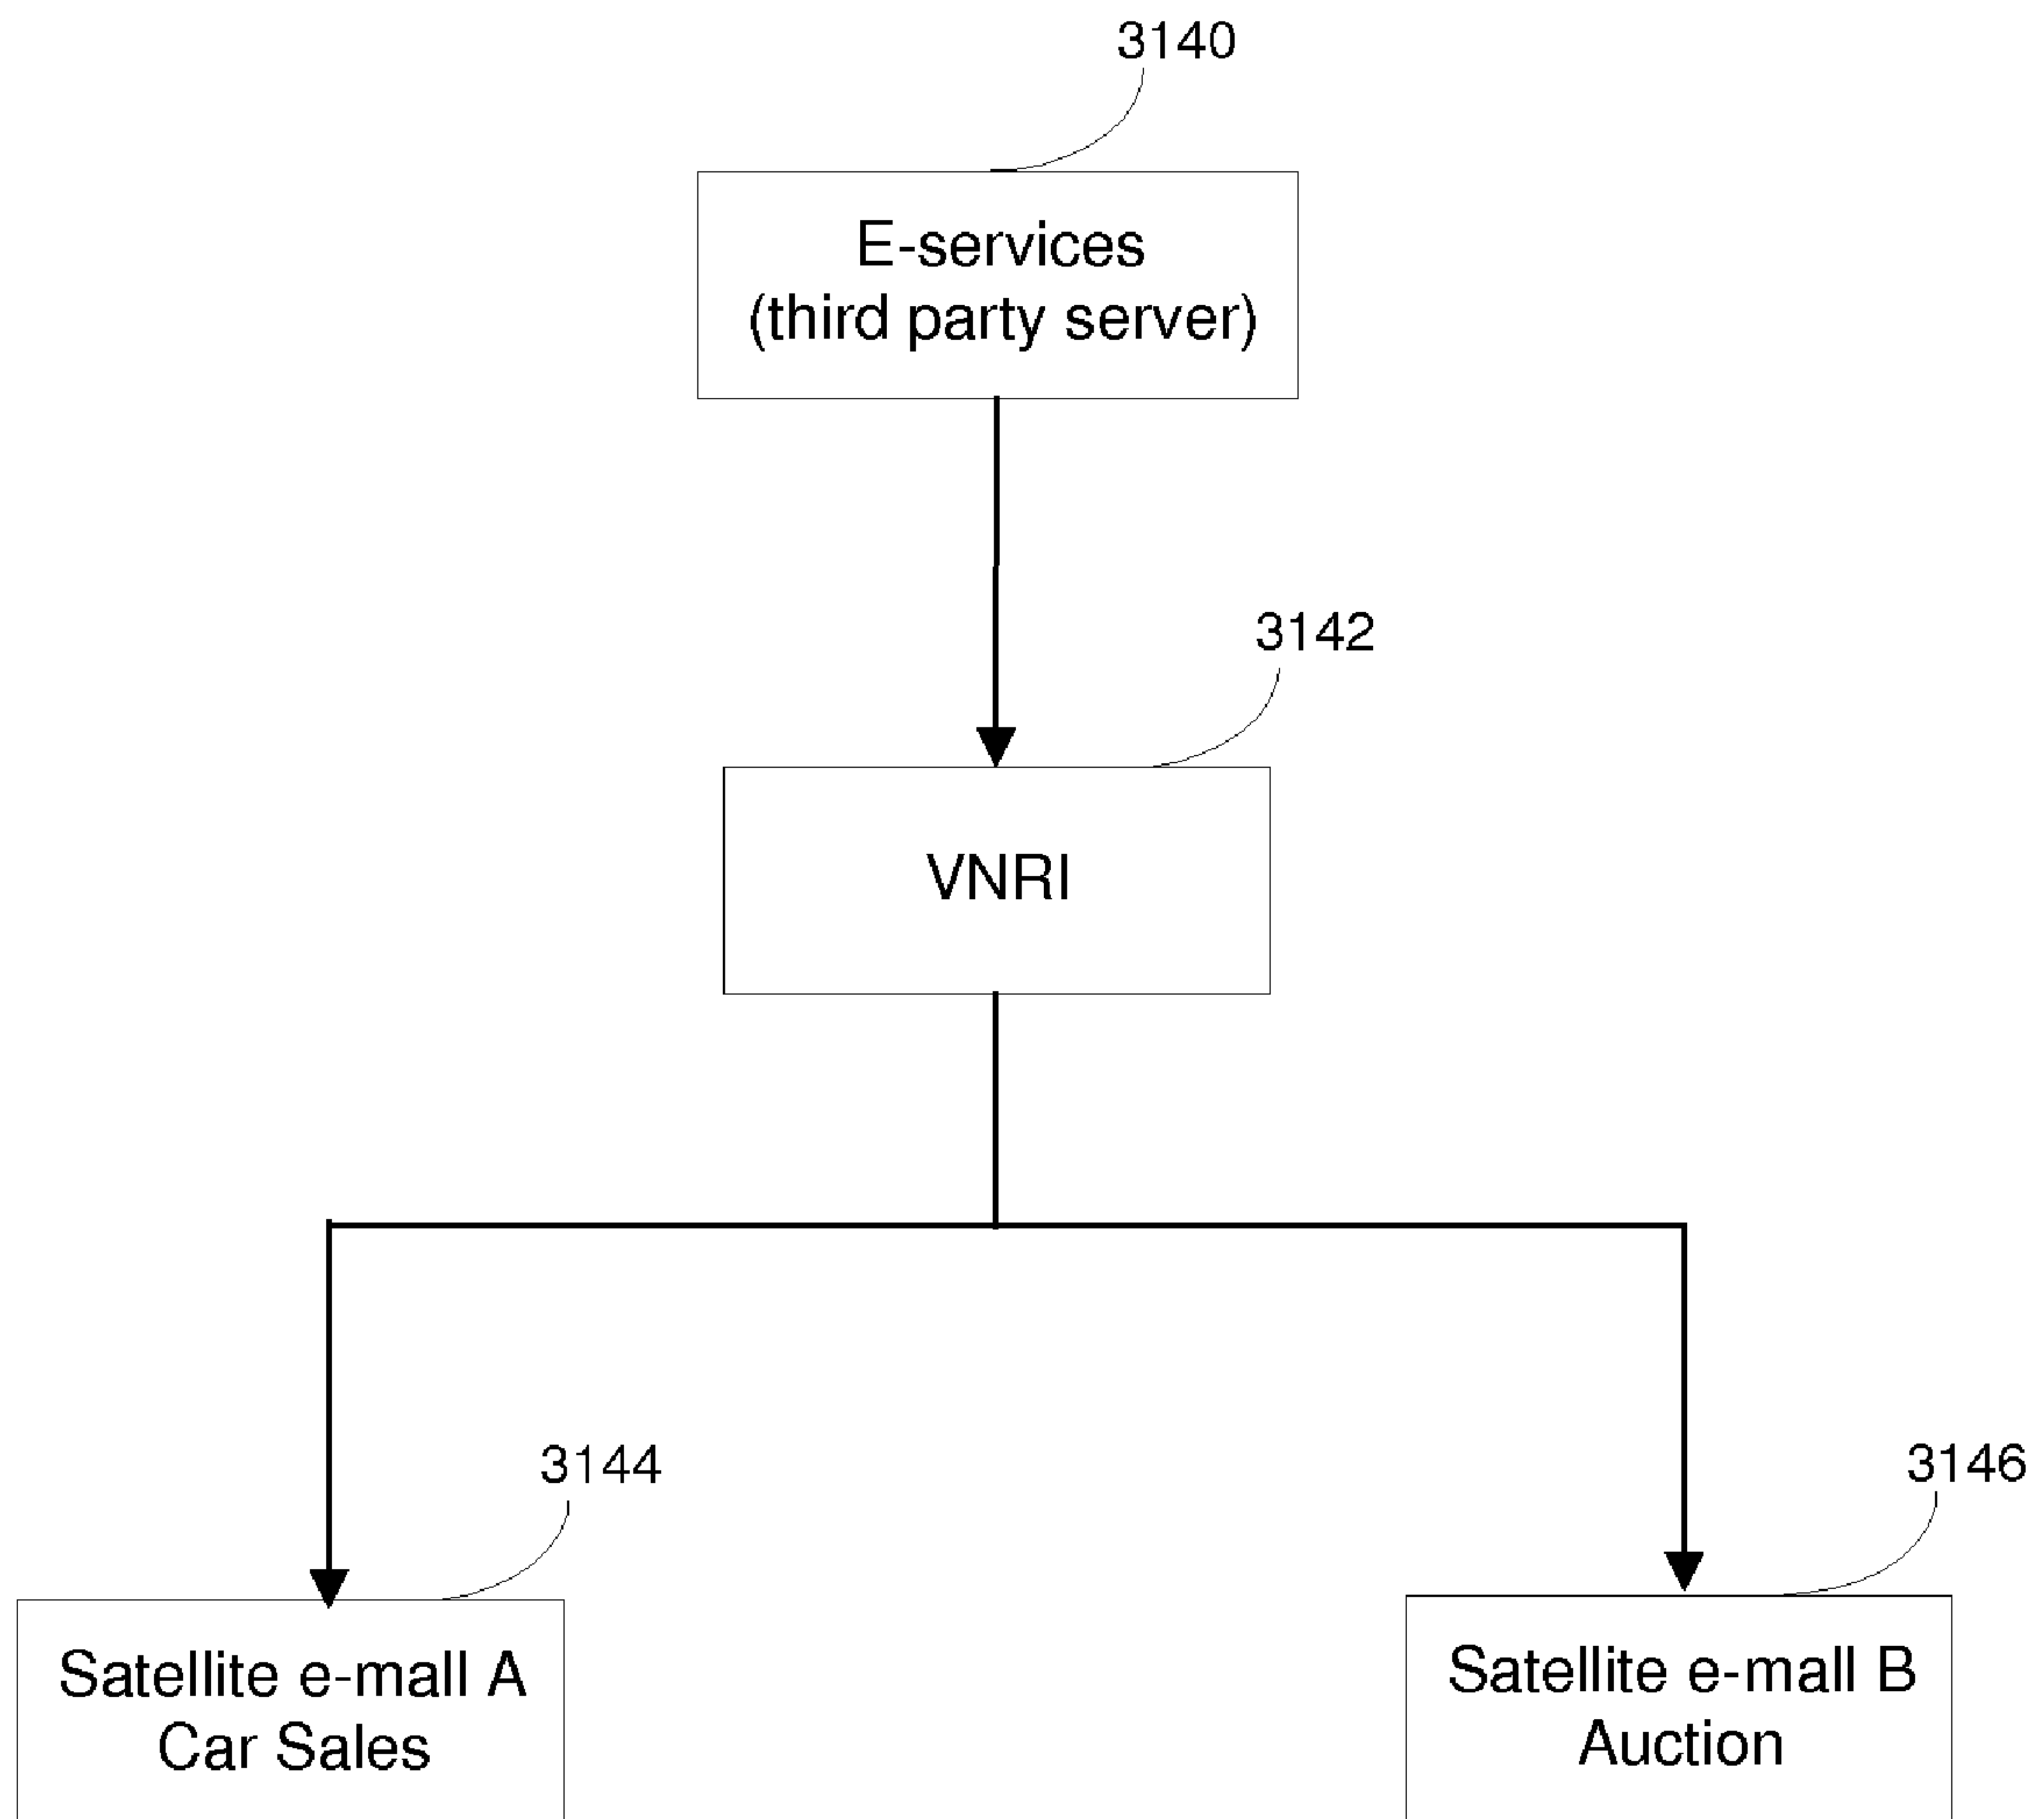 3140
E-services
(third party server)
3142
VNRI
3144
3146
Satellite e-mall A
Car Sales
Satellite e-mall B
Auction